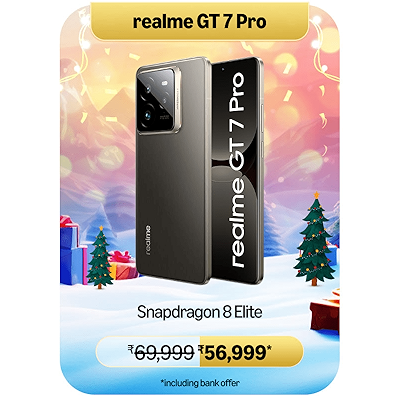 realme GT 7 Pro
realme
realme GT 7 Pro
Snapdragon 8 Elite
₹69,999 ₹56,999*
*including bank offer